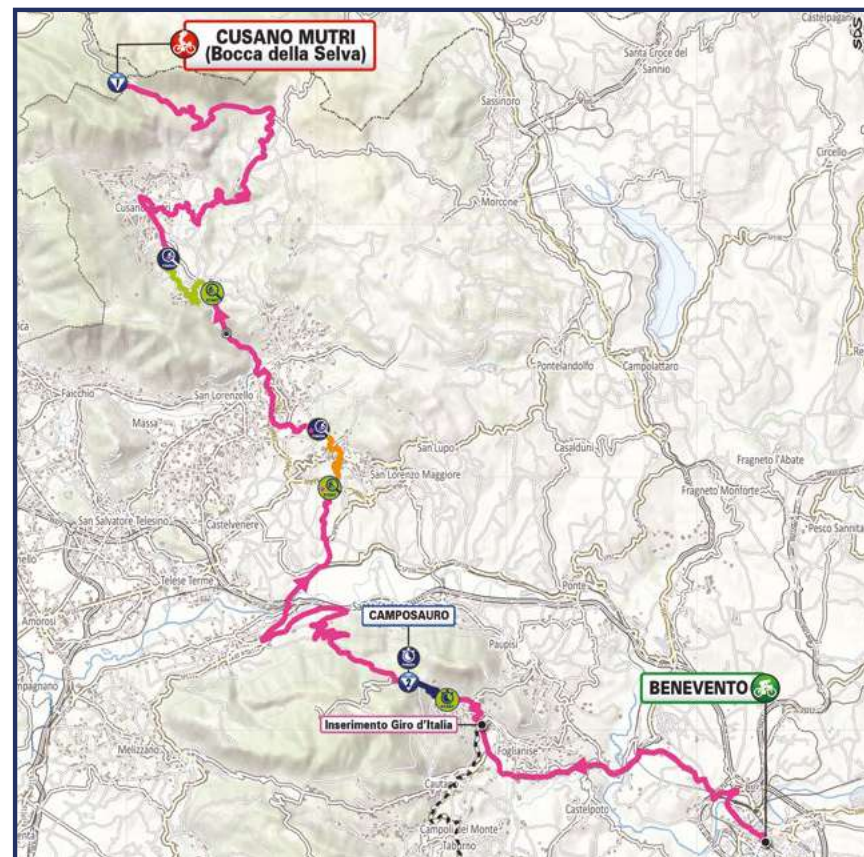 CUSANO MUTRI
(Bocca della Selva)
Castelpagano
SDS
Santa Croce del
Sannio
Sassinoro
Circello
Morcone
Pontelandolfo
Campolattaro
San Lorenzello
Faicchio
Massa
San Lupo
Casalduni
Fragneto l'Abate
San Lorenzo Maggiore
Fragneto Monforte
Pesco Sannita
San Salvatore Telesino
Castelvenere
Telese Terme
Ponte
Amorosi
CAMPOSAURO
Paupisi
BENEVENTO
Inserimento Giro d'Italia
Melizzano
Foglianise
Castelpoto
Campoli del Monte
Taburno